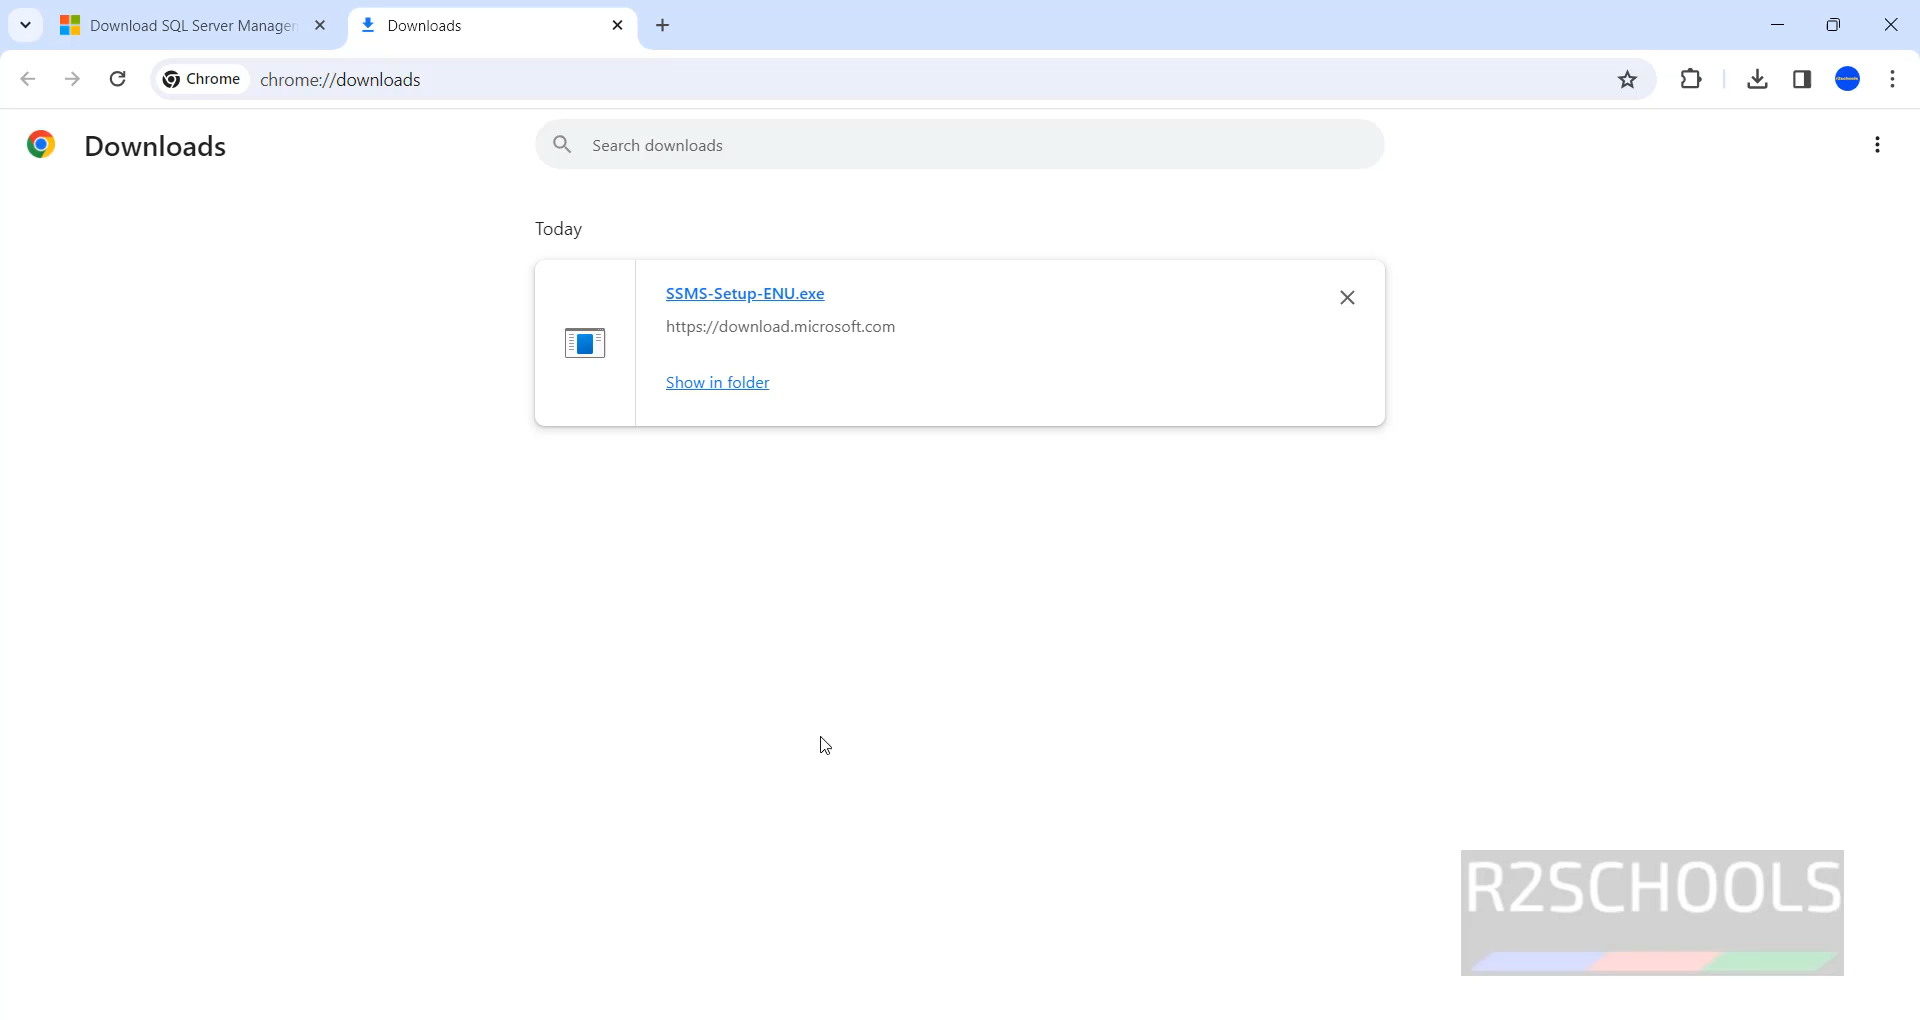 Download SQL Server Manager
Downloads
Chrome
chrome://downloads
Downloads
Search downloads
Today
SSMS-Setup-ENU.exe
https://download.microsoft.com
Show in folder
R2SCHOOLS